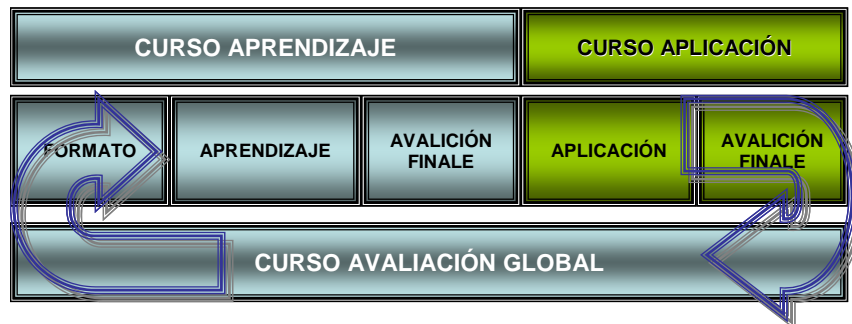 CURSO APRENDIZAJE
CURSO APLICACIÓN
FORMATO
APRENDIZAJE
AVALICIÓN
FINALE
APLICACIÓN
AVALICIÓN
FINALE
CURSO AVALIACIÓN GLOBAL